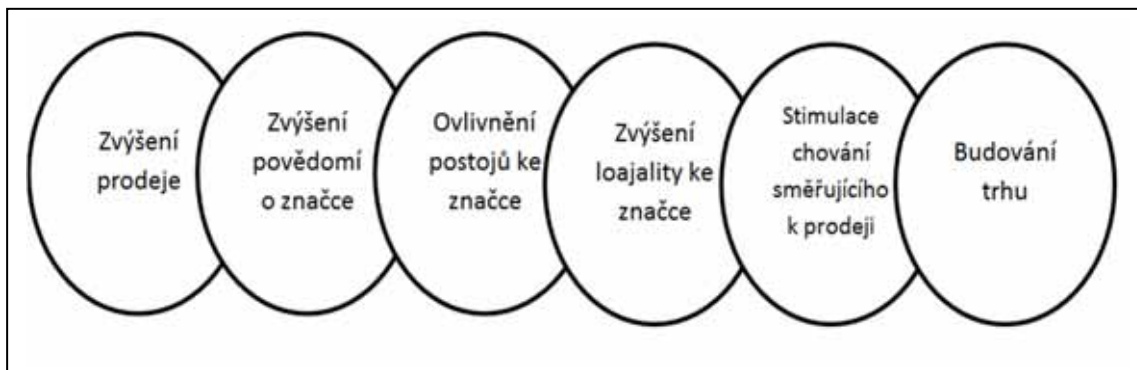 Zvýšení
prodeje
Zvýšení
povědomí
o značce
Ovlivnění
postojů ke
značce
Zvýšení
loajality ke
značce
Stimulace
chování
směřujícího
k prodeji
Budování
trhu